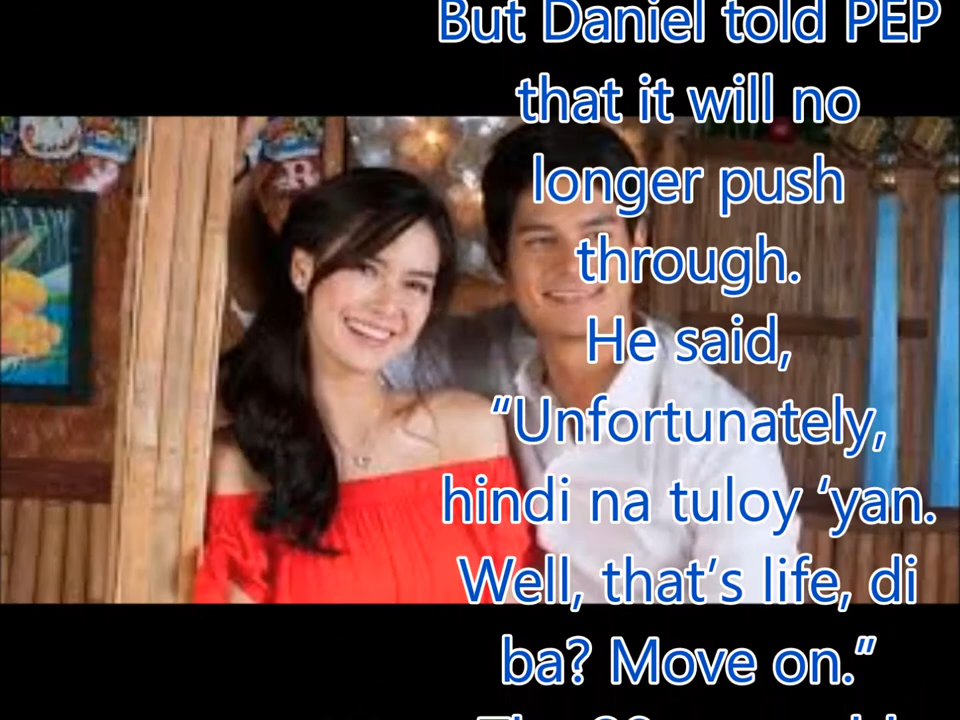 But Daniel told PEP
that it will no
longer push
through.
He said,
“Unfortunately,
hindi na tuloy ‘yan.
Well, that’s life, di
ba? Move on.”